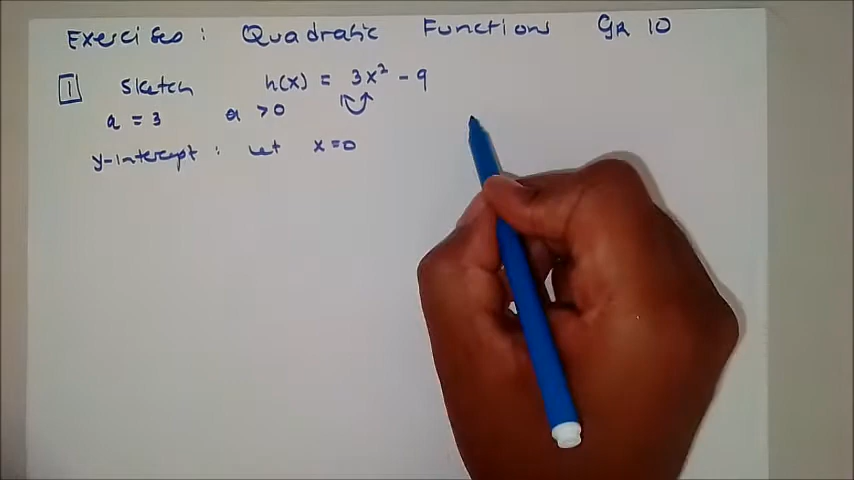 Exercises : Quadratic Functions GR 10
1 Sketch h(x) = 3x² - 9
a = 3 a > 0
y-intercept : Let x = 0